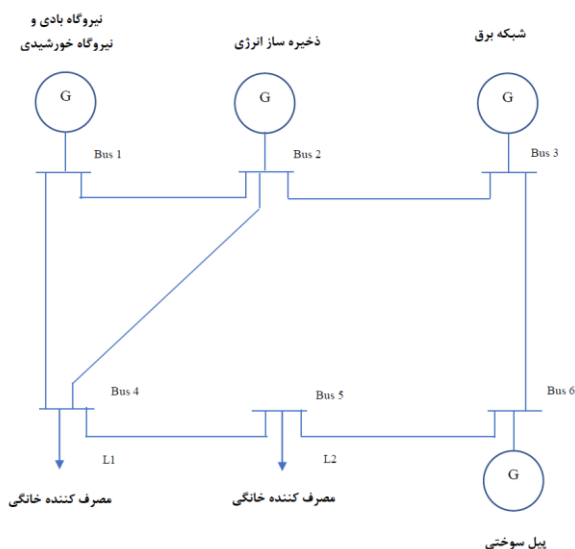 نیروگاه بادی و
نیروگاه خورشیدی
ذخیره ساز انرژی
شبکه برق
G
G
G
Bus 1
Bus 2
Bus 3
Bus 4
Bus 5
Bus 6
L1
L2
G
مصرف کننده خانگی
مصرف کننده خانگی
پیل سوختی